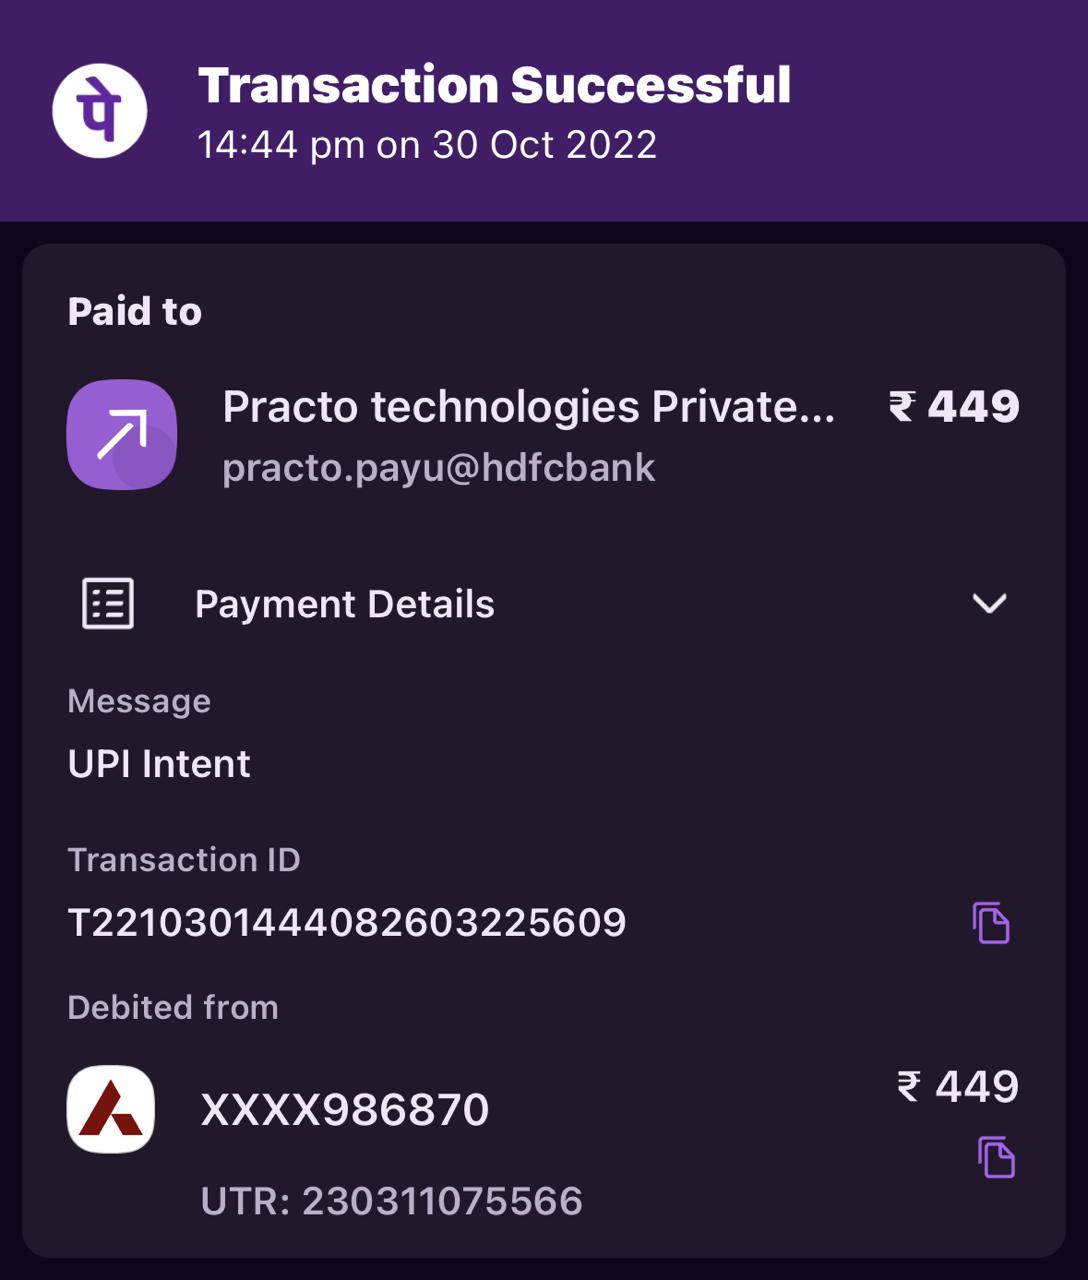 पे
Transaction Successful
14:44 pm on 30 Oct 2022
Paid to
Practo technologies Private... ₹ 449
practo.payu@hdfcbank
Payment Details
Message
UPI Intent
Transaction ID
T2210301444082603225609
Debited from
XXXX986870 ₹ 449
UTR: 230311075566